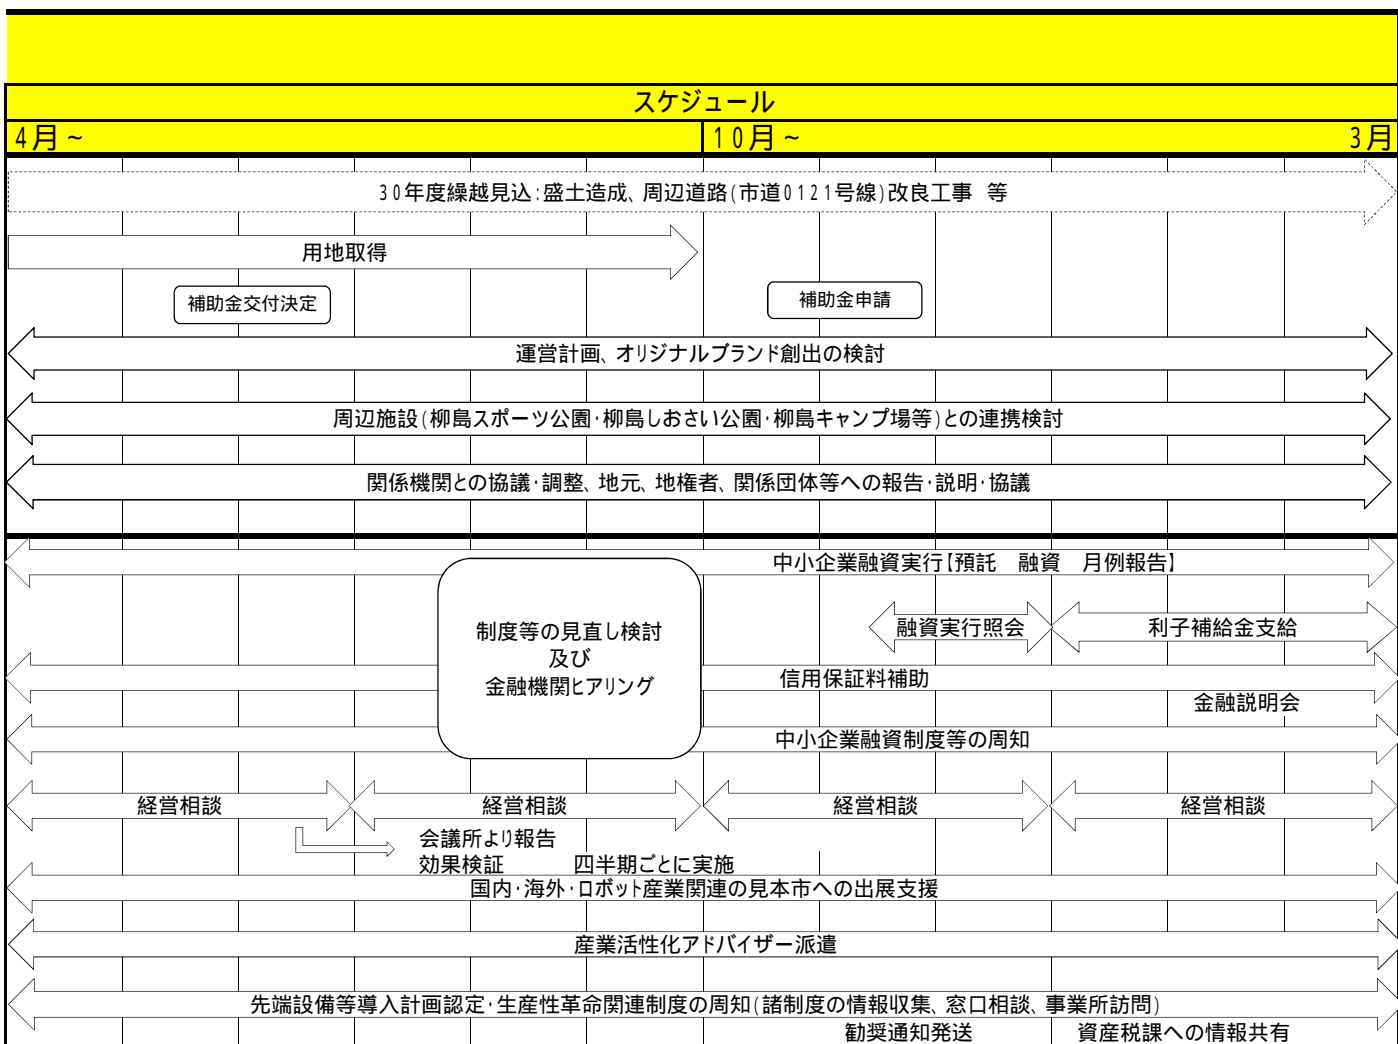 スケジュール
4月~
10月~
3月
30年度繰越見込:盛土造成、周辺道路(市道0121号線)改良工事 等
用地取得
補助金交付決定
補助金申請
運営計画、オリジナルブランド創出の検討
周辺施設(柳島スポーツ公園・柳島しおさい公園・柳島キャンプ場等)との連携検討
関係機関との協議・調整、地元、地権者、関係団体等への報告・説明・協議
中小企業融資実行【預託 融資 月例報告】
制度等の見直し検討
及び
金融機関ヒアリング
融資実行照会
利子補給金支給
信用保証料補助
金融説明会
中小企業融資制度等の周知
経営相談
経営相談
経営相談
経営相談
会議所より報告
効果検証 四半期ごとに実施
国内・海外・ロボット産業関連の見本市への出展支援
産業活性化アドバイザー派遣
先端設備等導入計画認定・生産性革命関連制度の周知(諸制度の情報収集、窓口相談、事業所訪問)
勧奨通知発送
資産税課への情報共有